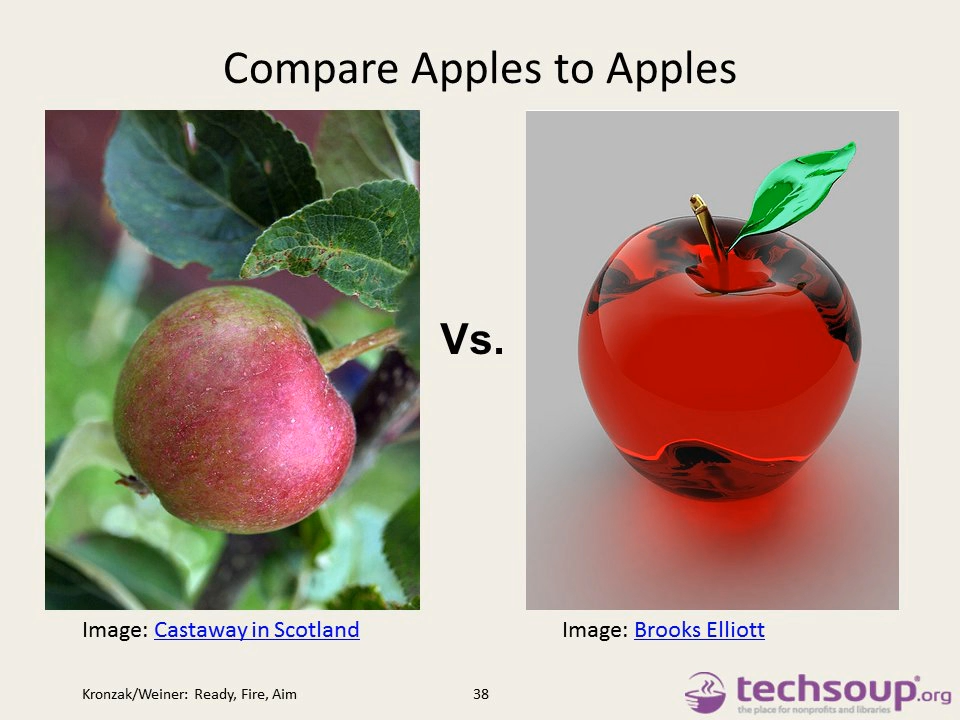 Compare Apples to Apples
Vs.
Image: Castaway in Scotland
Image: Brooks Elliott
Kronzak/Weiner: Ready, Fire, Aim
38
techsoup®.org
the place for nonprofits and libraries